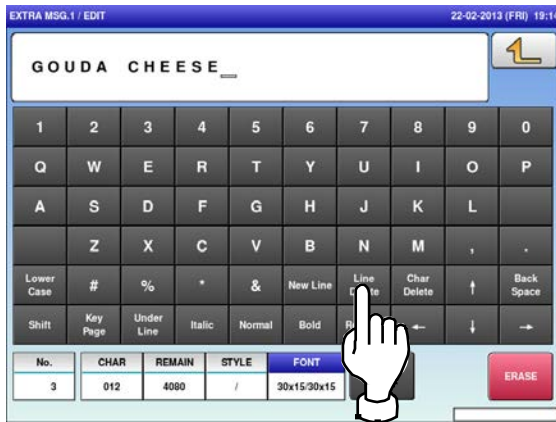 EXTRA MSG.1 / EDIT 22-02-2013 (FRI) 19:14
GOUDA CHEESE_
1 2 3 4 5 6 7 8 9 0
Q W E R T Y U I O P
A S D F G H J K L
Z X C V B N M , .
Lower Case # % * & New Line Line Char Delete ↑ Back Space
Shift Key Page Under Line Italic Normal Bold ← ↓ →
No. CHAR REMAIN STYLE FONT
3 012 4080 / 30x15/30x15
ERASE